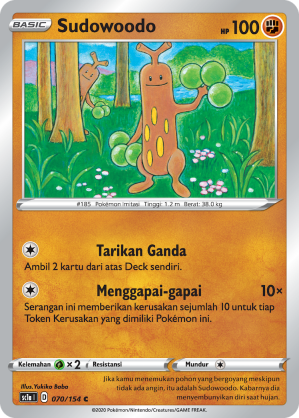 BASIC Sudowoodo HP 100
#185 Pokémon Imitasi Tinggi: 1.2 m Berat: 38.0 kg
Tarikan Ganda
Ambil 2 kartu dari atas Deck sendiri.
Menggapai-gapai 10×
Serangan ini memberikan kerusakan sejumlah 10 untuk tiap
Token Kerusakan yang dimiliki Pokémon ini.
Kelemahan ×2 Resistansi Mundur
Illus. Yukiko Baba
sc1a I D 070/154 C
Jika kamu menemukan pohon yang bergoyang meskipun
tidak ada angin, itu adalah Sudowoodo. Kabarnya dia
menyembunyikan diri saat hujan.
©2020 Pokémon/Nintendo/Creatures/GAME FREAK.